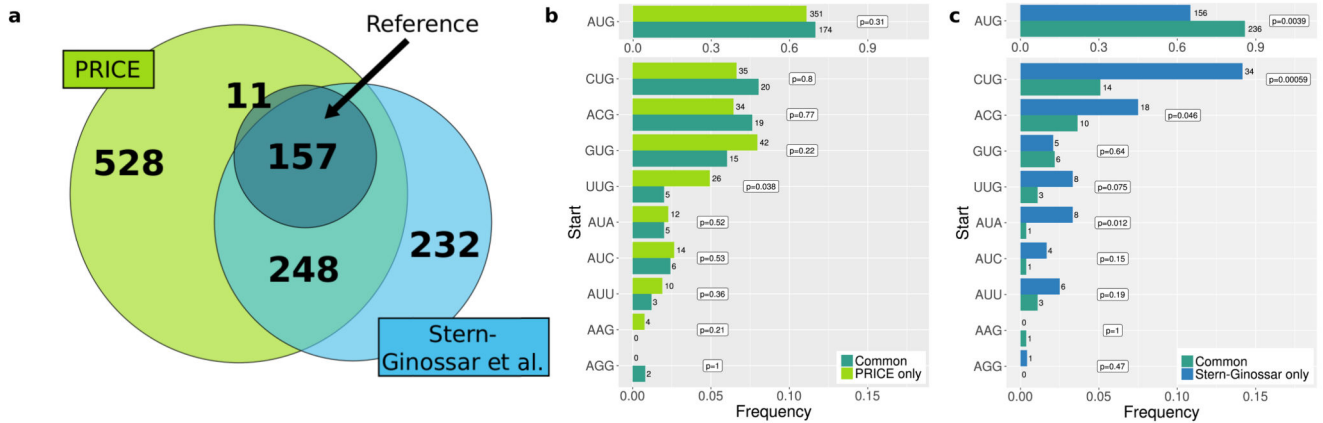 a
Reference
PRICE
11
528
157
248
232
Stern-
Ginossar et al.
b
AUG
351
174
p=0.31
0.0 0.3 0.6 0.9
Start
CUG
35
20
p=0.8
ACG
34
19
p=0.77
GUG
42
15
p=0.22
UUG
26
5
p=0.038
AUA
12
5
p=0.52
AUC
14
6
p=0.53
AUU
10
3
p=0.36
AAG
4
0
p=0.21
AGG
0
2
p=1
Common
PRICE only
0.00 0.05 0.10 0.15
Frequency
c
AUG
156
236
p=0.0039
0.0 0.3 0.6 0.9
Start
CUG
34
14
p=0.00059
ACG
18
10
p=0.046
GUG
5
6
p=0.64
UUG
8
3
p=0.075
AUA
8
1
p=0.012
AUC
4
1
p=0.15
AUU
6
3
p=0.19
AAG
0
1
p=1
AGG
1
0
p=0.47
Common
Stern-Ginossar only
0.00 0.05 0.10 0.15
Frequency